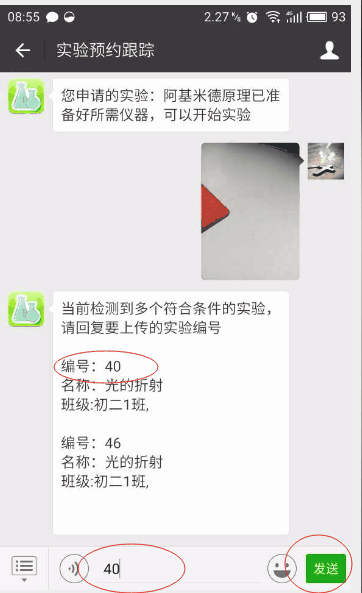 08:55 2.27 K/s 4G 93
实验预约跟踪
您申请的实验：阿基米德原理已准
备好所需仪器，可以开始实验
当前检测到多个符合条件的实验，
请回复要上传的实验编号
编号：40
名称：光的折射
班级:初二1班,
编号：46
名称：光的折射
班级:初二1班,
40
发送